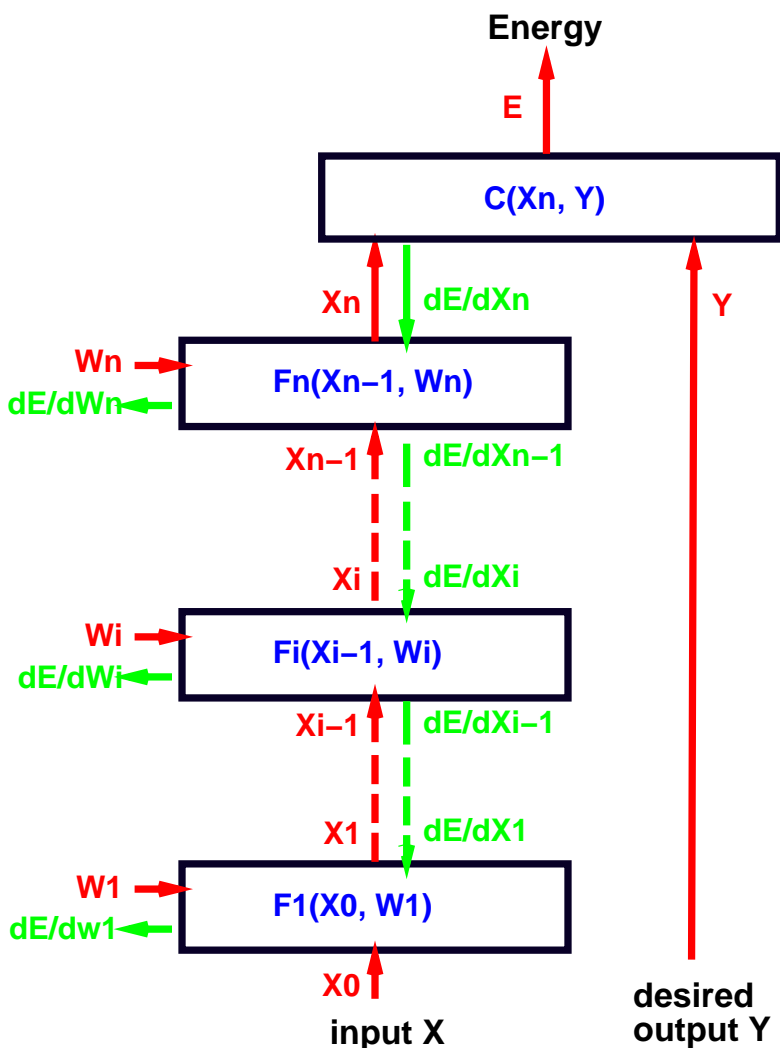 Energy
E
C(Xn, Y)
Xn
dE/dXn
Y
Wn
Fn(Xn−1, Wn)
dE/dWn
Xn−1
dE/dXn−1
Xi
dE/dXi
Wi
Fi(Xi−1, Wi)
dE/dWi
Xi−1
dE/dXi−1
X1
dE/dX1
W1
F1(X0, W1)
dE/dw1
X0
input X
desired
output Y